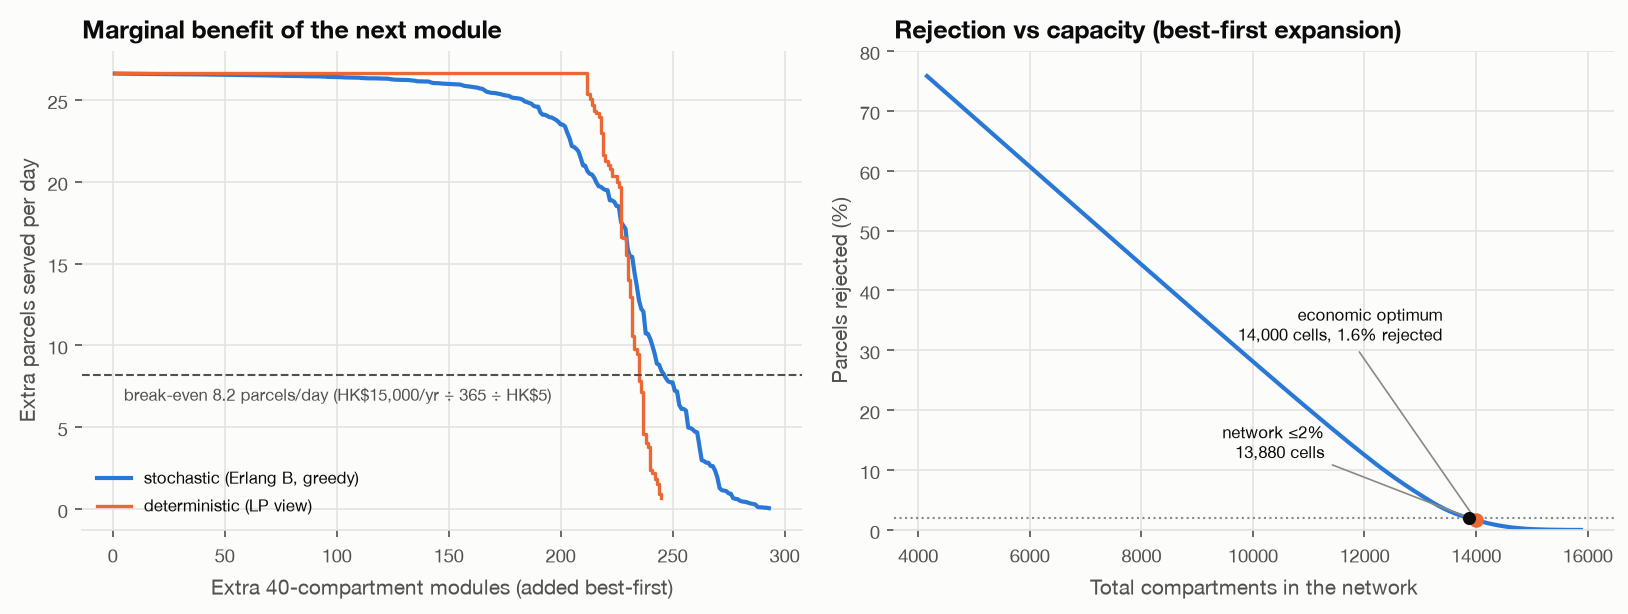 Marginal benefit of the next module
Extra parcels served per day
25
20
15
10
5
0
break-even 8.2 parcels/day (HK$15,000/yr ÷ 365 ÷ HK$5)
stochastic (Erlang B, greedy)
deterministic (LP view)
0 50 100 150 200 250 300
Extra 40-compartment modules (added best-first)
Rejection vs capacity (best-first expansion)
Parcels rejected (%)
80
70
60
50
40
30
20
10
0
economic optimum
14,000 cells, 1.6% rejected
network ≤2%
13,880 cells
4000 6000 8000 10000 12000 14000 16000
Total compartments in the network